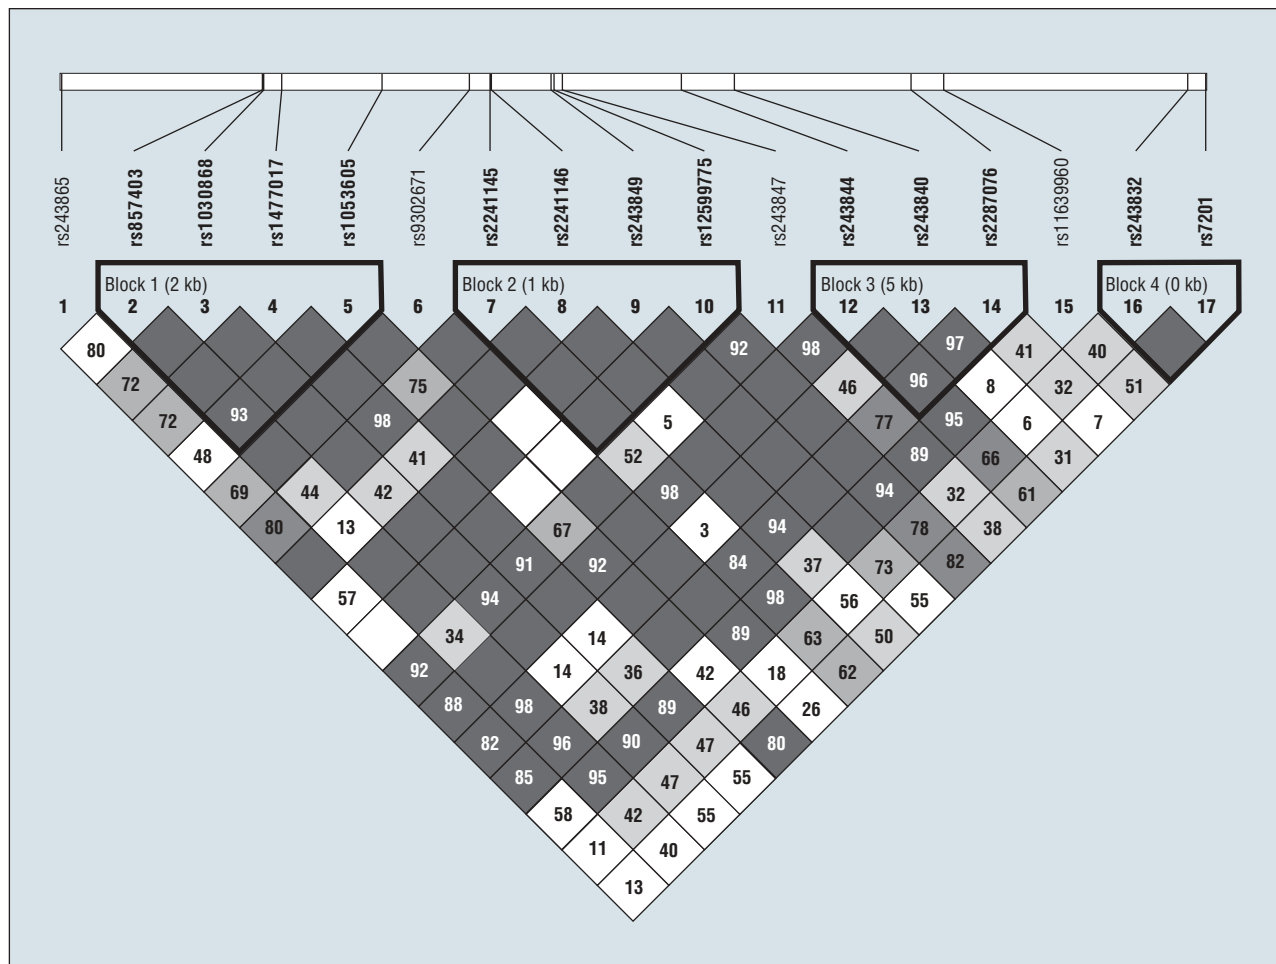 rs243865
rs857403
rs1030868
rs1477017
rs1053605
rs9302671
rs2241145
rs2241146
rs243849
rs12599775
rs243847
rs243844
rs243840
rs2287076
rs11639960
rs243832
rs7201
Block 1 (2 kb) Block 2 (1 kb) Block 3 (5 kb) Block 4 (0 kb)
1 2 3 4 5 6 7 8 9 10 11 12 13 14 15 16 17
80 92 98 97 41 40
72 75 46 96 8 32 51
72 93 98 5 77 95 6 7
48 41 52 89 66 31
69 44 42 98 94 32 61
80 13 67 3 94 78 38
91 92 84 37 73 82
57 94 98 56 55
34 14 89 63 50
92 14 36 42 18 62
88 98 38 89 46 26
82 96 90 47 80
85 95 47 55
58 42 55
11 40
13